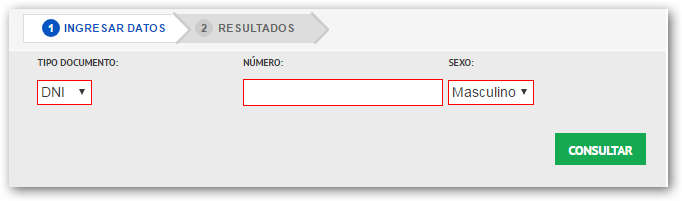 1 INGRESAR DATOS 2 RESULTADOS
TIPO DOCUMENTO: NÚMERO: SEXO:
DNI Masculino
CONSULTAR